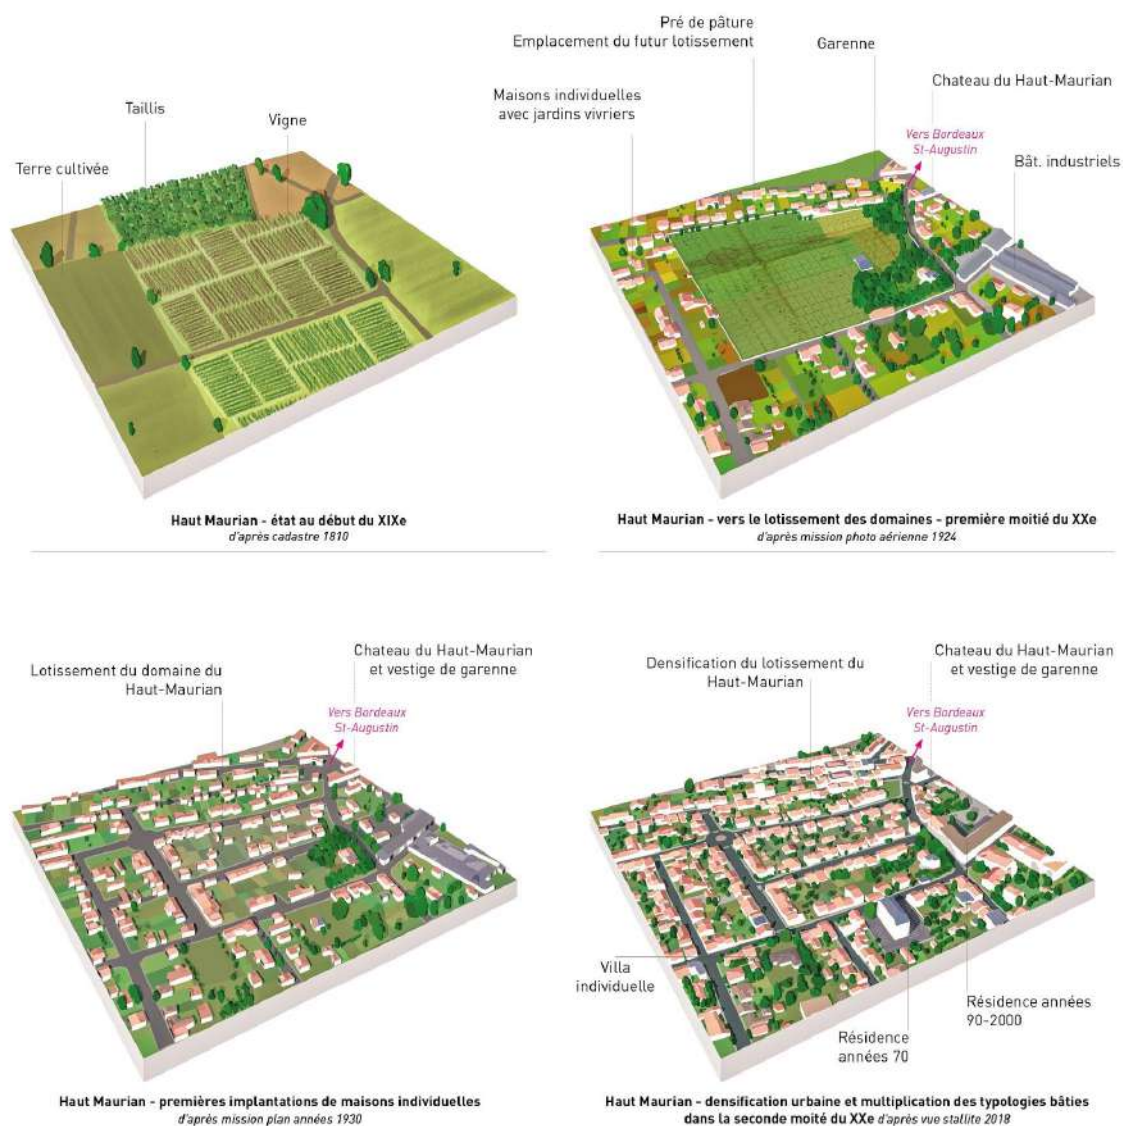 Taillis
Vigne
Terre cultivée
Haut Maurian - état au début du XIXe
d'après cadastre 1810
Pré de pâture
Emplacement du futur lotissement
Garenne
Maisons individuelles
avec jardins vivriers
Chateau du Haut-Maurian
Vers Bordeaux
St-Augustin
Bât. industriels
Haut Maurian - vers le lotissement des domaines - première moitié du XXe
d'après mission photo aérienne 1924
Lotissement du domaine du
Haut-Maurian
Chateau du Haut-Maurian
et vestige de garenne
Vers Bordeaux
St-Augustin
Haut Maurian - premières implantations de maisons individuelles
d'après mission plan années 1930
Densification du lotissement du
Haut-Maurian
Chateau du Haut-Maurian
et vestige de garenne
Vers Bordeaux
St-Augustin
Villa
individuelle
Résidence années
90-2000
Résidence
années 70
Haut Maurian - densification urbaine et multiplication des typologies bâties
dans la seconde moité du XXe d'après vue stallite 2018